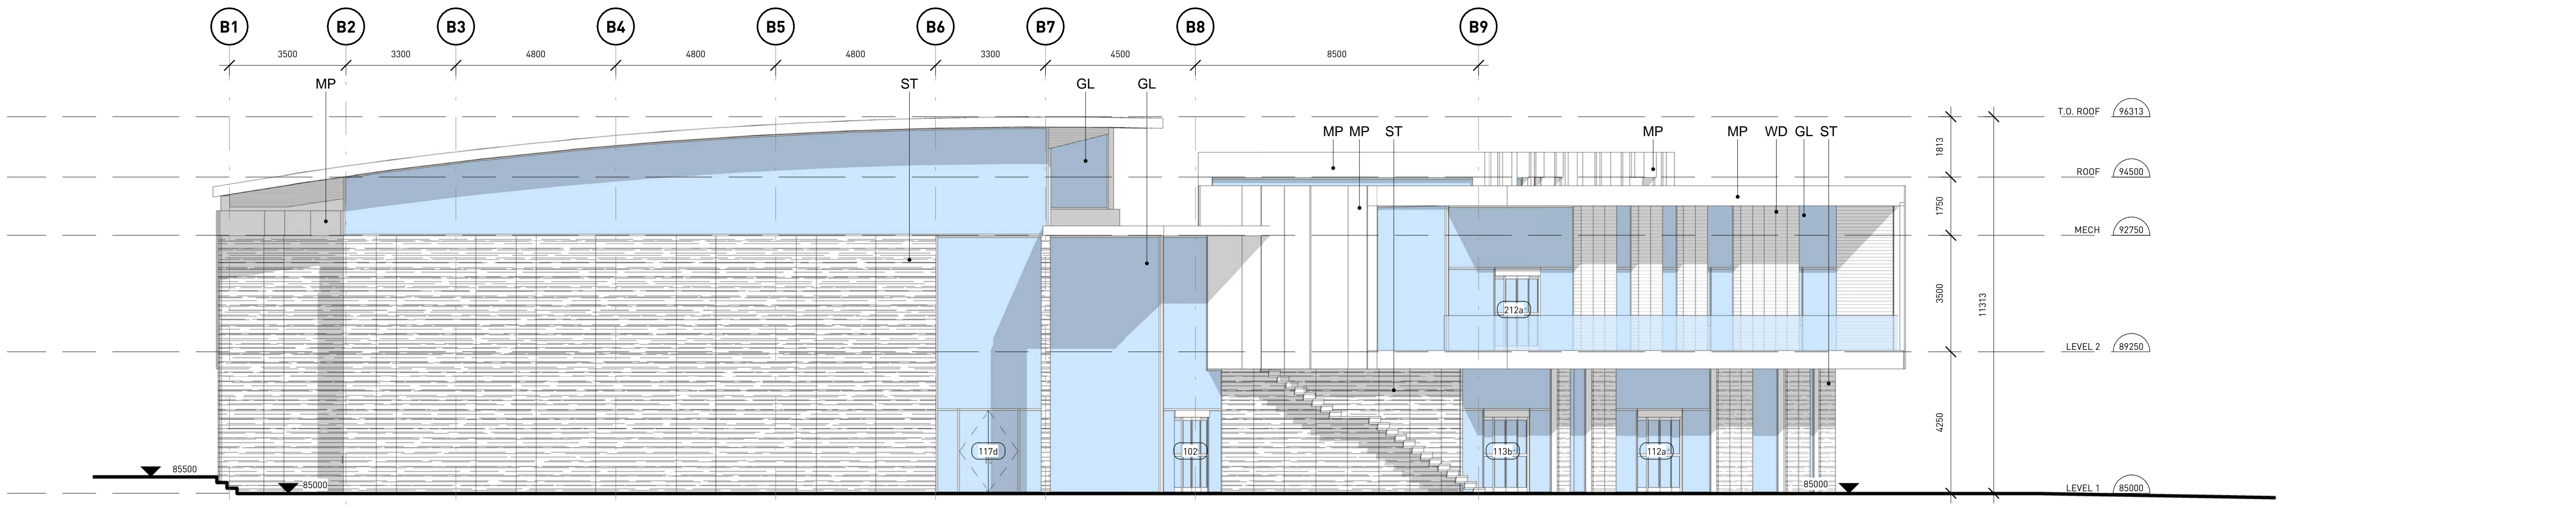 B1 B2 B3 B4 B5 B6 B7 B8 B9
3500 3300 4800 4800 4800 3300 4500 8500
MP ST GL GL
T.O. ROOF 96313
MP MP ST MP MP WD GL ST
1813
ROOF 94500
1750
MECH 92750
3500
11313
212a
LEVEL 2 89250
4250
117d 102 113b 112a
85500
85000
85000
LEVEL 1 85000